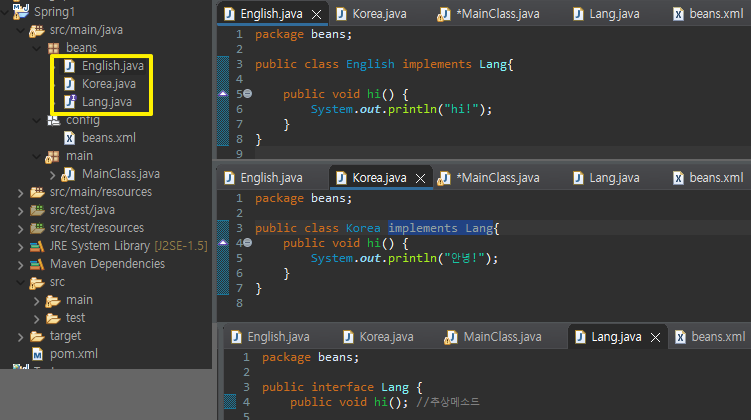 Spring1
src/main/java
beans
English.java
Korea.java
Lang.java
config
beans.xml
main
MainClass.java
src/main/resources
src/test/java
src/test/resources
JRE System Library [J2SE-1.5]
Maven Dependencies
src
main
test
target
pom.xml
English.java Korea.java *MainClass.java Lang.java beans.xml
1 package beans;
2
3 public class English implements Lang{
4
5 public void hi() {
6 System.out.println("hi!");
7 }
8 }
9
English.java Korea.java *MainClass.java Lang.java beans.xml
1 package beans;
2
3 public class Korea implements Lang{
4 public void hi() {
5 System.out.println("안녕!");
6 }
7 }
8
English.java Korea.java MainClass.java Lang.java beans.xml
1 package beans;
2
3 public interface Lang {
4 public void hi(); //추상메소드
5